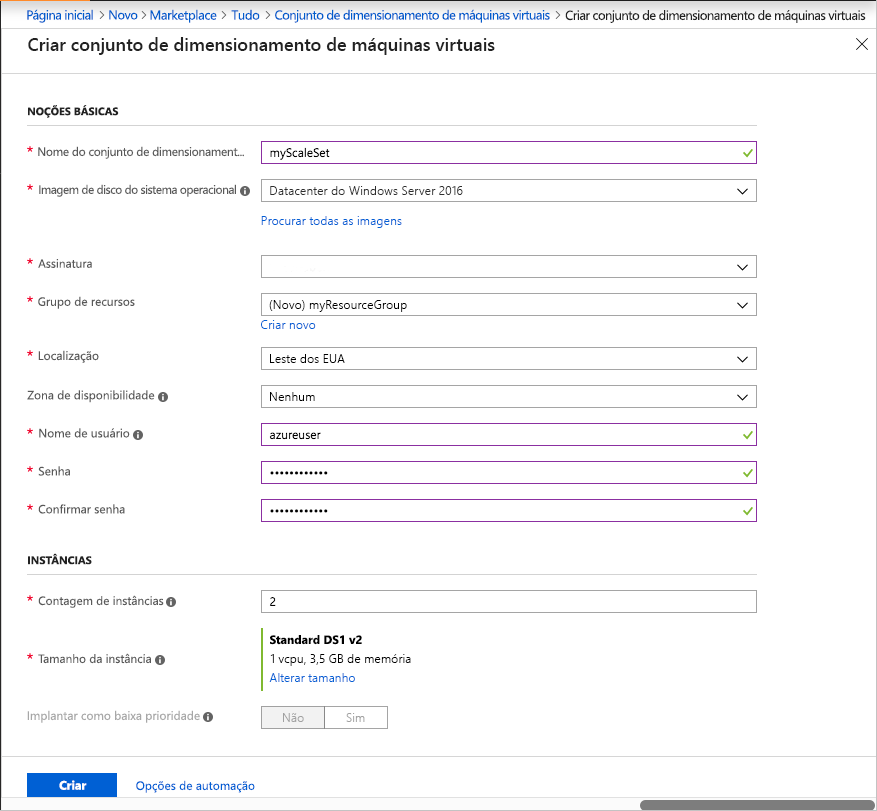 Página inicial > Novo > Marketplace > Tudo > Conjunto de dimensionamento de máquinas virtuais > Criar conjunto de dimensionamento de máquinas virtuais
Criar conjunto de dimensionamento de máquinas virtuais
NOÇÕES BÁSICAS
* Nome do conjunto de dimensionament... myScaleSet
* Imagem de disco do sistema operacional Datacenter do Windows Server 2016
Procurar todas as imagens
* Assinatura
* Grupo de recursos (Novo) myResourceGroup
Criar novo
* Localização Leste dos EUA
Zona de disponibilidade Nenhum
* Nome de usuário azureuser
* Senha ••••••••••••
* Confirmar senha ••••••••••••
INSTÂNCIAS
* Contagem de instâncias 2
Standard DS1 v2
* Tamanho da instância 1 vcpu, 3,5 GB de memória
Alterar tamanho
Implantar como baixa prioridade Não Sim
Criar Opções de automação